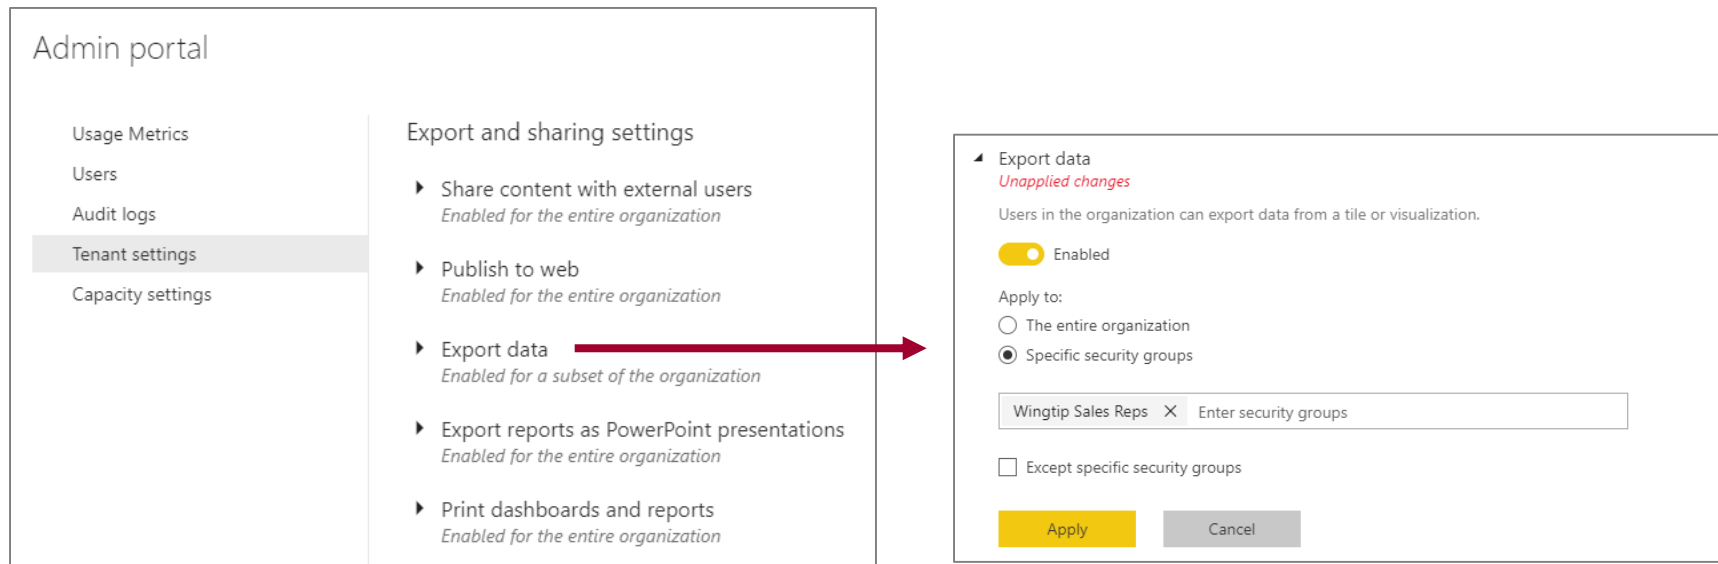 Admin portal
Usage Metrics
Users
Audit logs
Tenant settings
Capacity settings
Export and sharing settings
Share content with external users
Enabled for the entire organization
Publish to web
Enabled for the entire organization
Export data
Enabled for a subset of the organization
Export reports as PowerPoint presentations
Enabled for the entire organization
Print dashboards and reports
Enabled for the entire organization
Export data
Unapplied changes
Users in the organization can export data from a tile or visualization.
Enabled
Apply to:
The entire organization
Specific security groups
Wingtip Sales Reps Enter security groups
Except specific security groups
Apply Cancel